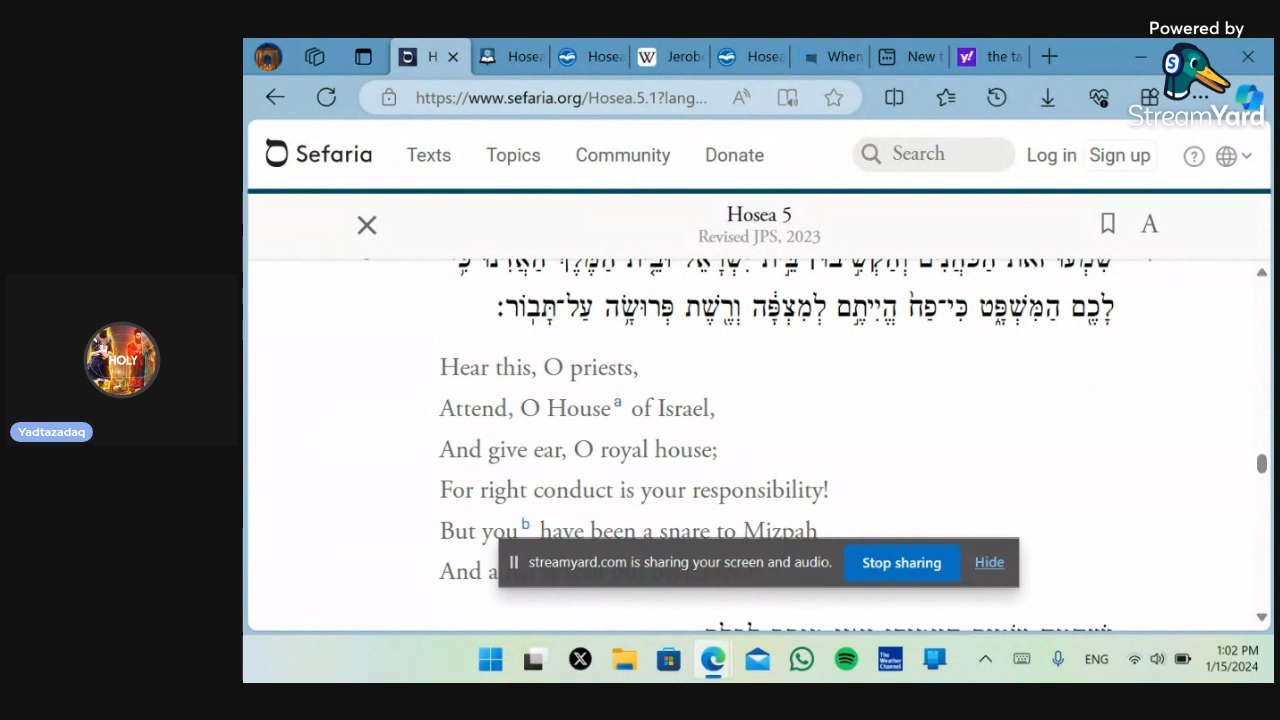 Powered by
StreamYard
H
Hosea
Hosea
Jerob
Hosea
When
New t
the ta
https://www.sefaria.org/Hosea.5.1?lang...
Sefaria
Texts
Topics
Community
Donate
Search
Log in
Sign up
Hosea 5
Revised JPS, 2023
לָכֶם הַמִּשְׁפָּט כִּי־פַח הֱיִיתֶם לְמִצְפָּה וְרֶשֶׁת פְּרוּשָׂה עַל־תָּבוֹר׃
Hear this, O priests,
Attend, O House a of Israel,
And give ear, O royal house;
For right conduct is your responsibility!
But you b have been a snare to Mizpah
And a
streamyard.com is sharing your screen and audio.
Stop sharing
Hide
HOLY
Yadtazadaq
The Weather Channel
ENG
1:02 PM
1/15/2024